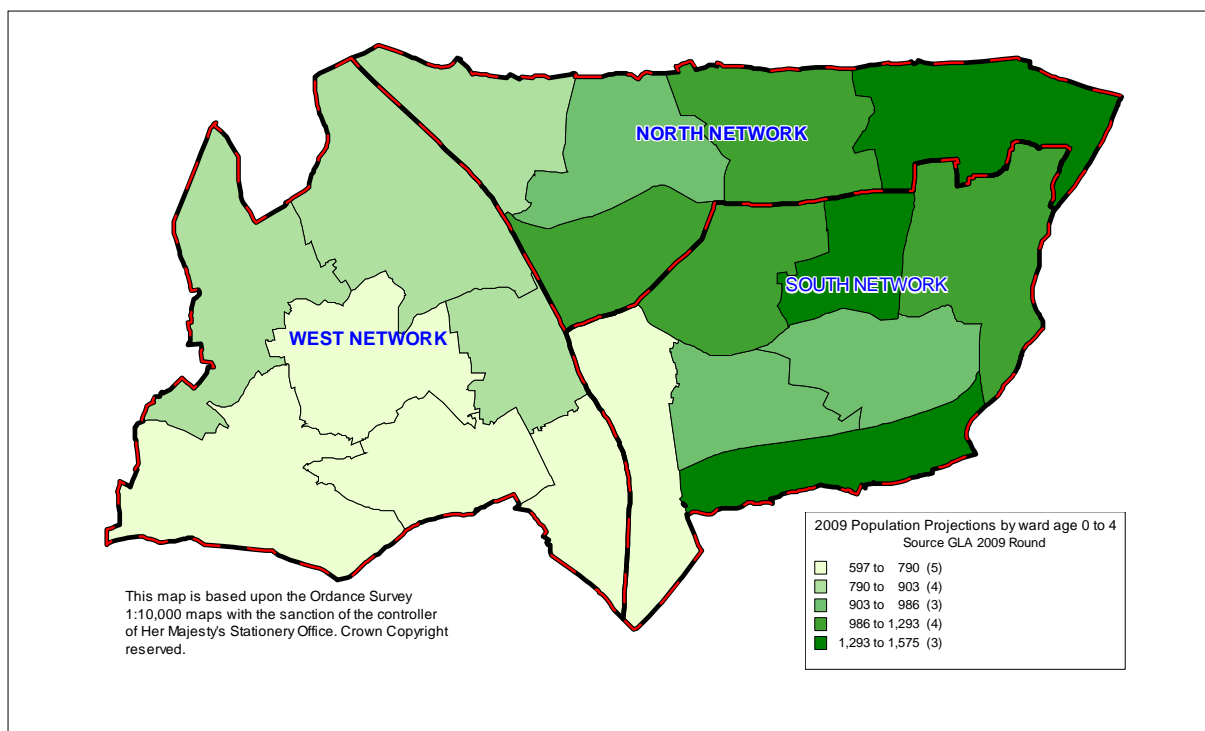 NORTH NETWORK
SOUTH NETWORK
WEST NETWORK
2009 Population Projections by ward age 0 to 4
Source GLA 2009 Round
597 to 790 (5)
790 to 903 (4)
903 to 986 (3)
986 to 1,293 (4)
1,293 to 1,575 (3)
This map is based upon the Ordance Survey
1:10,000 maps with the sanction of the controller
of Her Majesty's Stationery Office. Crown Copyright
reserved.